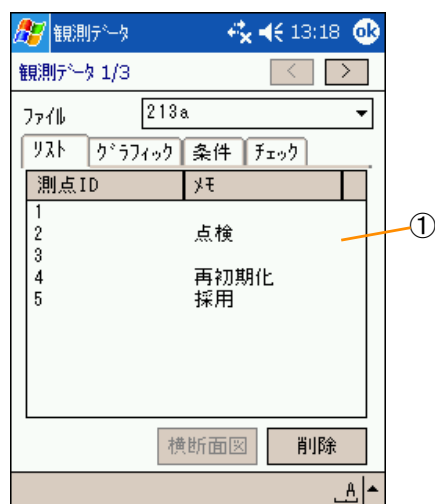 観測ﾃﾞｰﾀ 13:18 ok
観測ﾃﾞｰﾀ 1/3 < >
ﾌｧｲﾙ 213a
ﾘｽﾄ ｸﾞﾗﾌｨｯｸ 条件 ﾁｪｯｸ
測点ID ﾒﾓ
1
2 点検
3
4 再初期化
5 採用
①
横断面図 削除
A